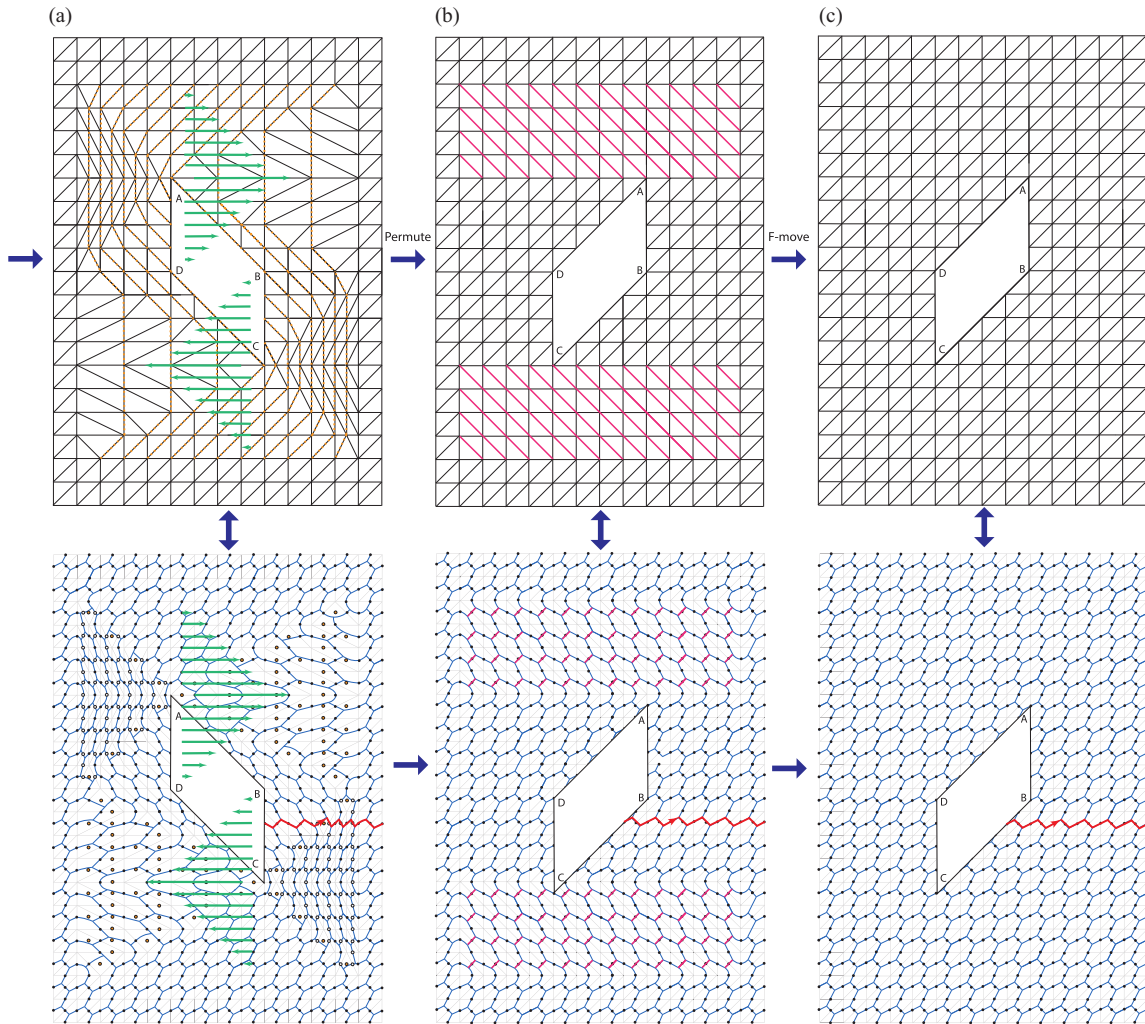 (a) (b) (c)
A A A
D B Permute D B F-move D B
C C C
A A A
D B D B D B
C C C